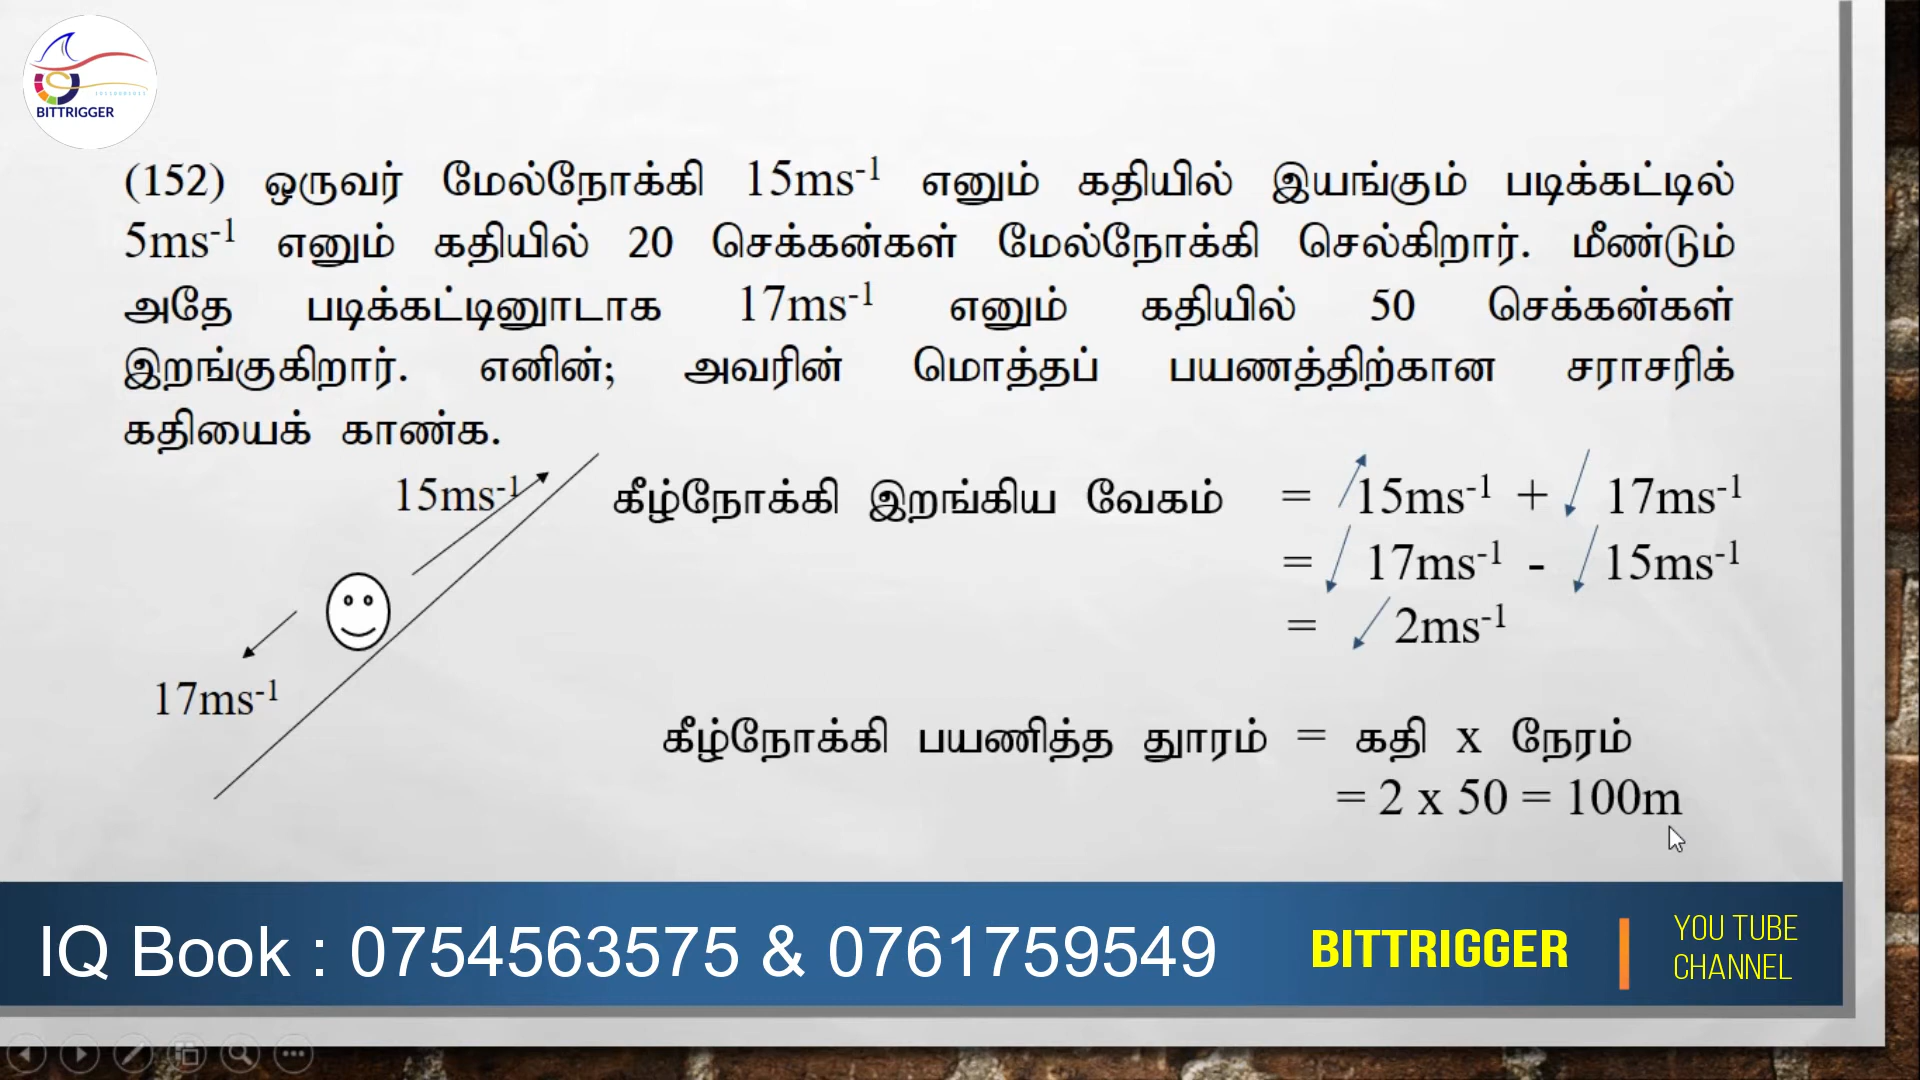 BITTRIGGER
(152) ஒருவர் மேல்நோக்கி 15ms⁻¹ எனும் கதியில் இயங்கும் படிக்கட்டில்
5ms⁻¹ எனும் கதியில் 20 செக்கன்கள் மேல்நோக்கி செல்கிறார். மீண்டும்
அதே படிக்கட்டினூடாக 17ms⁻¹ எனும் கதியில் 50 செக்கன்கள்
இறங்குகிறார். எனின்; அவரின் மொத்தப் பயணத்திற்கான சராசரிக்
கதியைக் காண்க.
15ms⁻¹
17ms⁻¹
கீழ்நோக்கி இறங்கிய வேகம் = 15ms⁻¹ + 17ms⁻¹
= 17ms⁻¹ - 15ms⁻¹
= 2ms⁻¹
கீழ்நோக்கி பயணித்த தூரம் = கதி x நேரம்
= 2 x 50 = 100m
IQ Book : 0754563575 & 0761759549
BITTRIGGER
YOU TUBE
CHANNEL